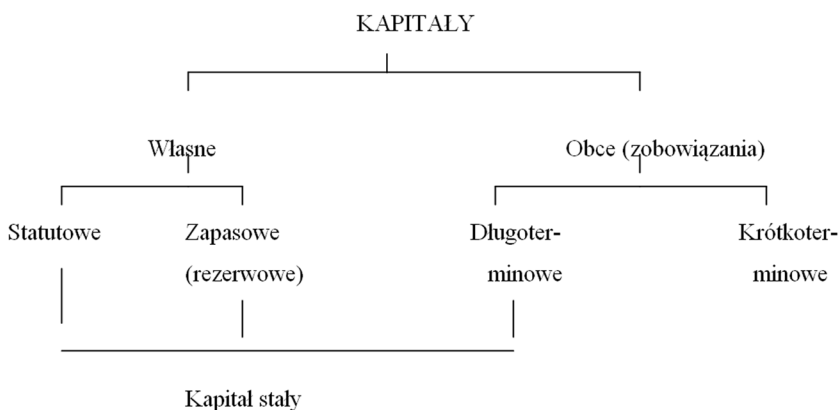 KAPITAŁY
Własne Obce (zobowiązania)
Statutowe Zapasowe Długoter- Krótkoter-
(rezerwowe) minowe minowe
Kapitał stały